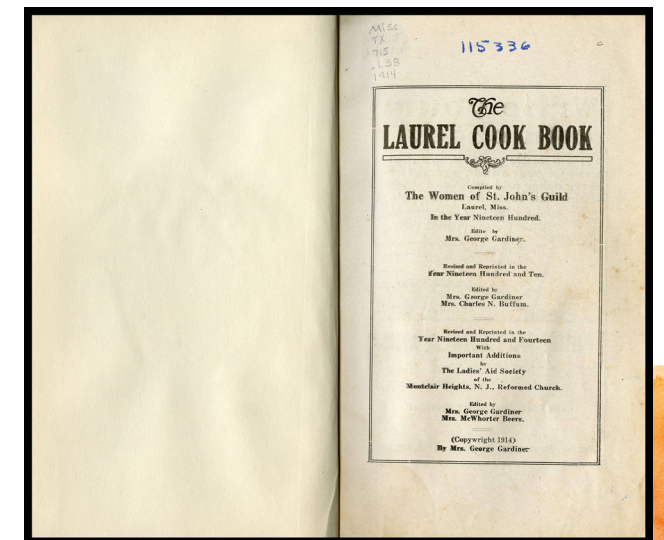 Miss
TX
715
.L38
1914
115336
The
LAUREL COOK BOOK
Compiled by
The Women of St. John's Guild
Laurel, Miss.
In the Year Nineteen Hundred.
Edite by
Mrs. George Gardiner.
Revised and Reprinted in the
Year Nineteen Hundred and Ten.
Edited by
Mrs. George Gardiner
Mrs. Charles N. Buffum.
Revised and Reprinted in the
Year Nineteen Hundred and Fourteen
With
Important Additions
by
The Ladies' Aid Society
of the
Montclair Heights, N. J., Reformed Church.
Edited by
Mrs. George Gardiner
Mrs. McWhorter Beers.
(Copywright 1914)
By Mrs. George Gardiner